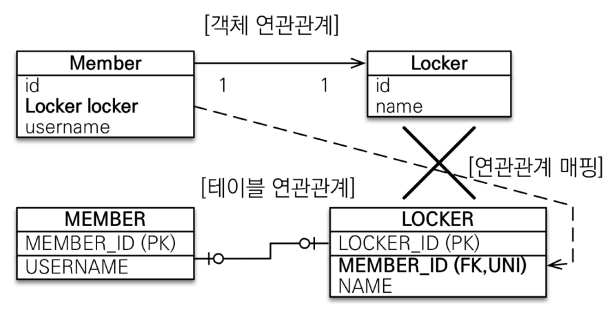 [객체 연관관계]
Member
id
Locker locker
username
1
1
Locker
id
name
[연관관계 매핑]
[테이블 연관관계]
MEMBER
MEMBER_ID (PK)
USERNAME
LOCKER
LOCKER_ID (PK)
MEMBER_ID (FK,UNI)
NAME